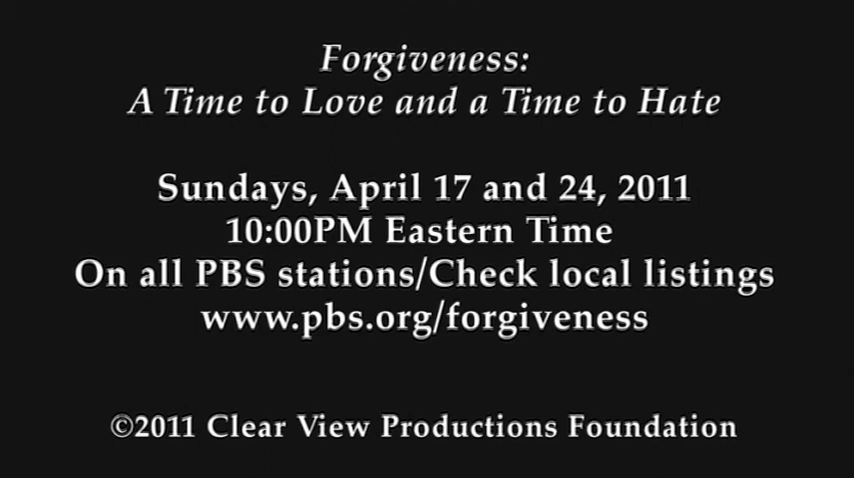 Forgiveness:
A Time to Love and a Time to Hate
Sundays, April 17 and 24, 2011
10:00PM Eastern Time
On all PBS stations/Check local listings
www.pbs.org/forgiveness
©2011 Clear View Productions Foundation